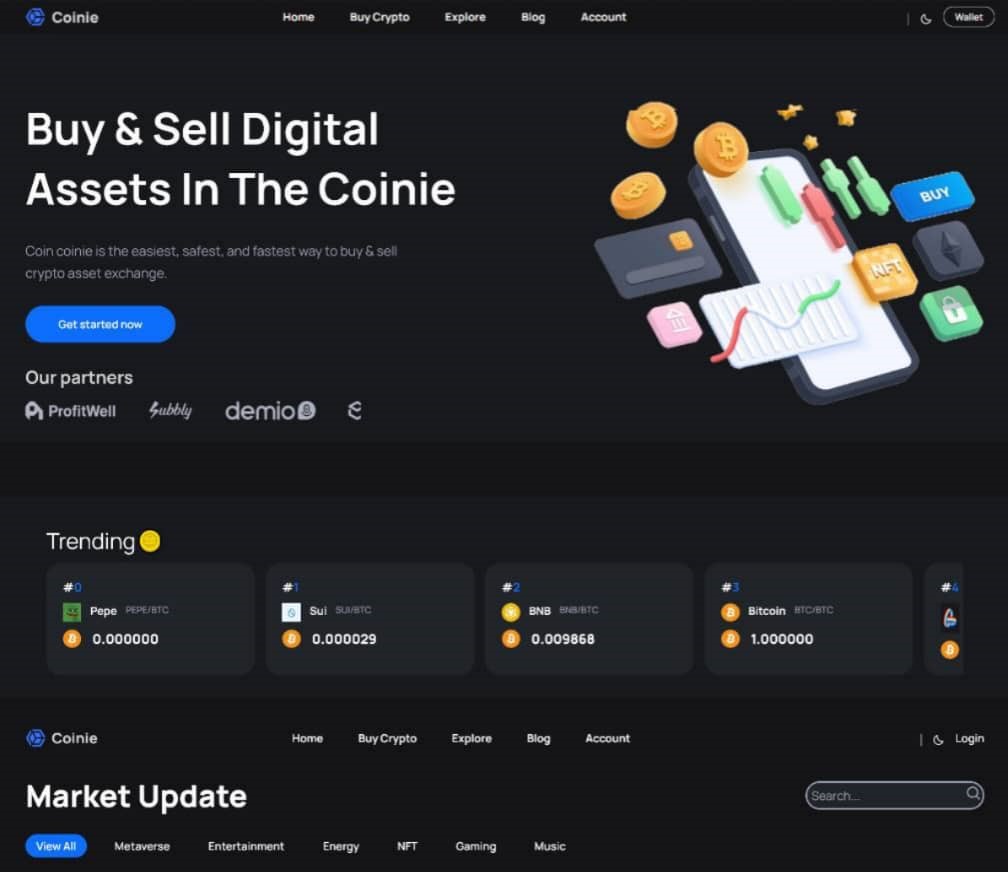 Coinie Home Buy Crypto Explore Blog Account | Wallet
Buy & Sell Digital
Assets In The Coinie
BUY
NFT
Coin coinie is the easiest, safest, and fastest way to buy & sell
crypto asset exchange.
Get started now
Our partners
ProfitWell Subbly demio
Trending
#0 #1 #2 #3 #4
Pepe PEPE/BTC Sui SUI/BTC BNB BNB/BTC Bitcoin BTC/BTC
0.000000 0.000029 0.009868 1.000000
Coinie Home Buy Crypto Explore Blog Account | Login
Market Update Search...
View All Metaverse Entertainment Energy NFT Gaming Music